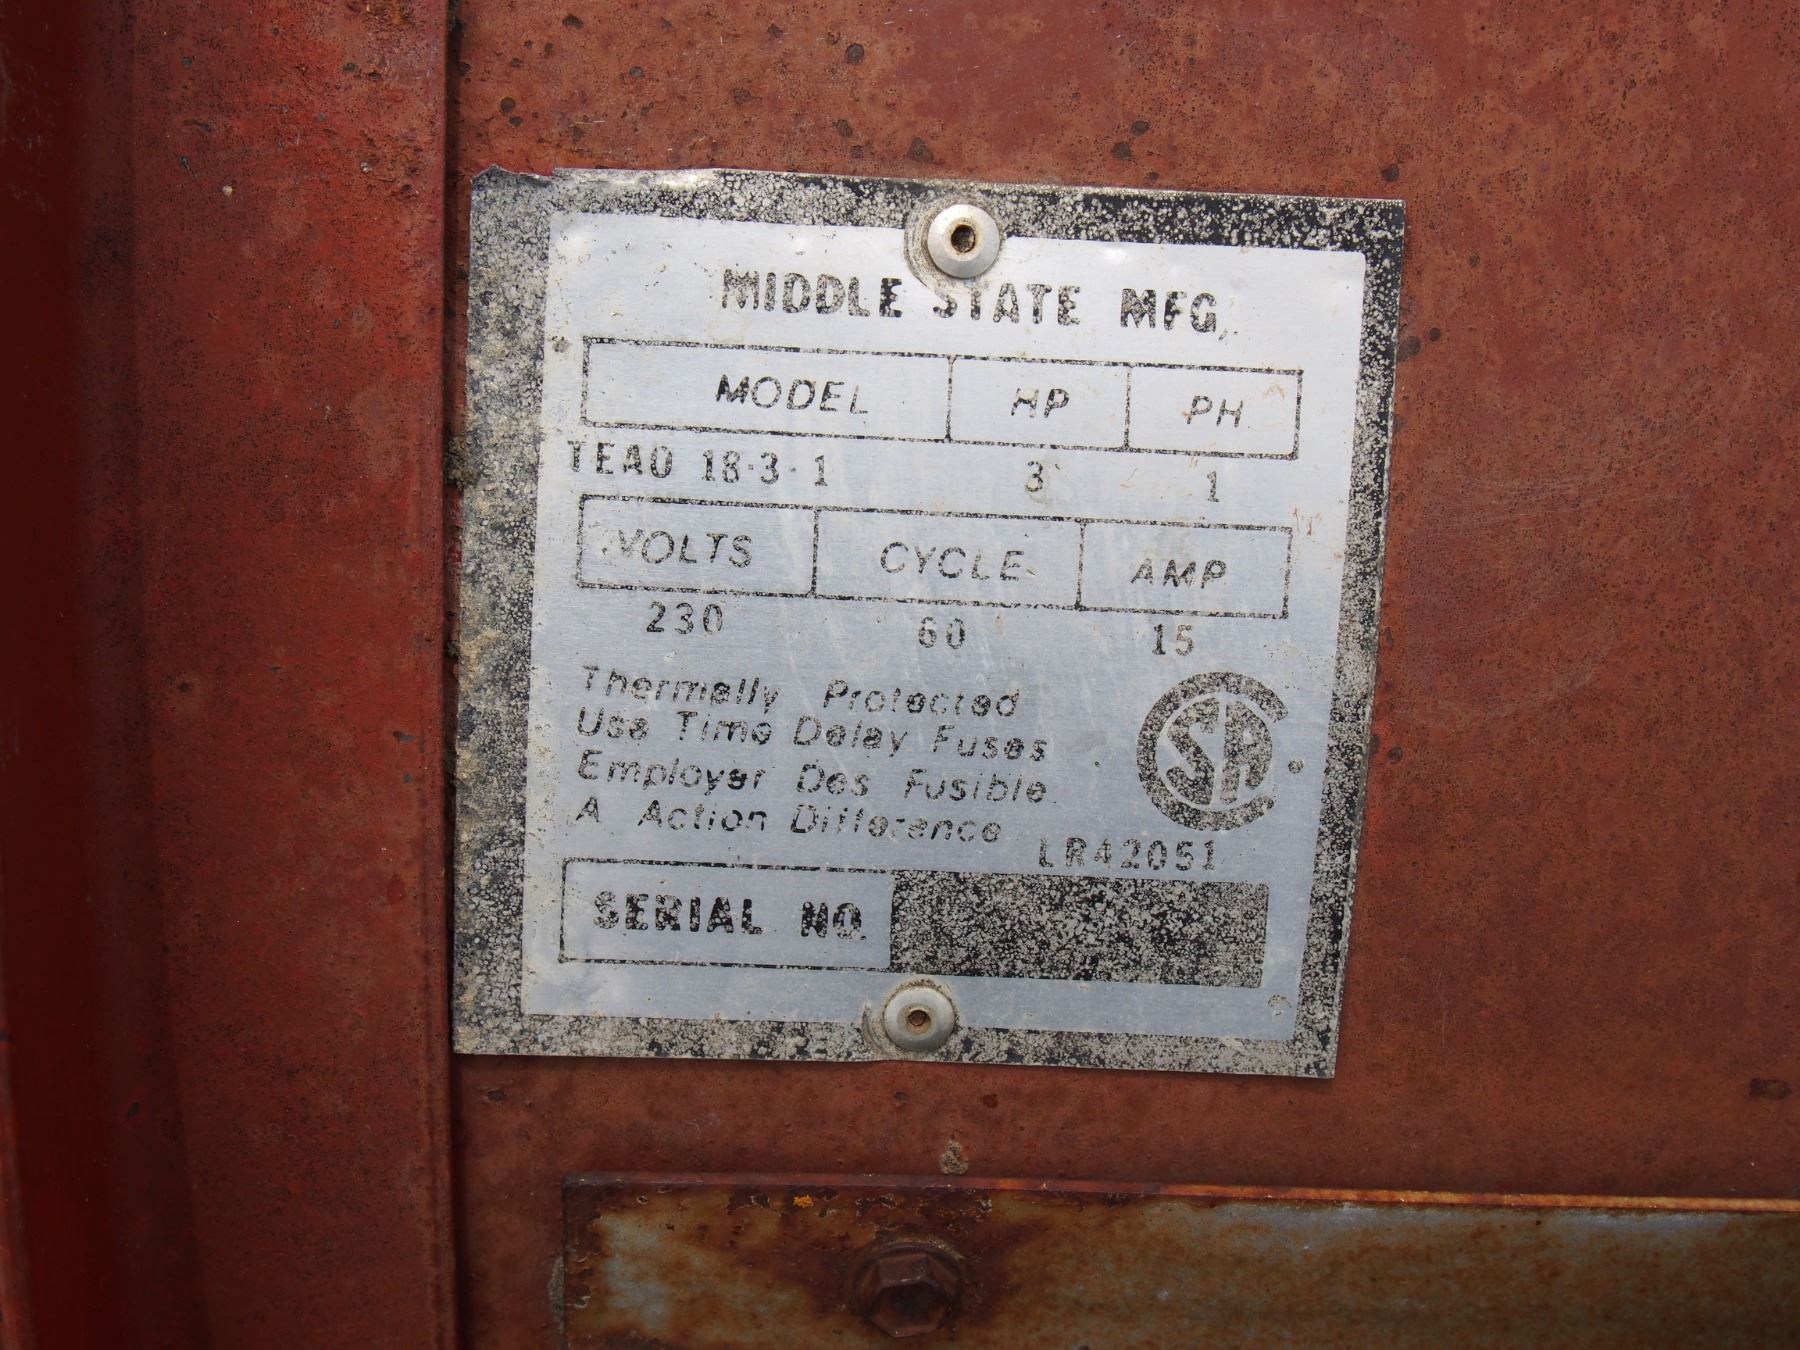 MIDDLE STATE MFG,
MODEL HP PH
TEAO 18-3-1 3 1
VOLTS CYCLE AMP
230 60 15
Thermally Protected
Use Time Delay Fuses
Employer Des Fusible
A Action Difference
CSA
LR42051
SERIAL NO.